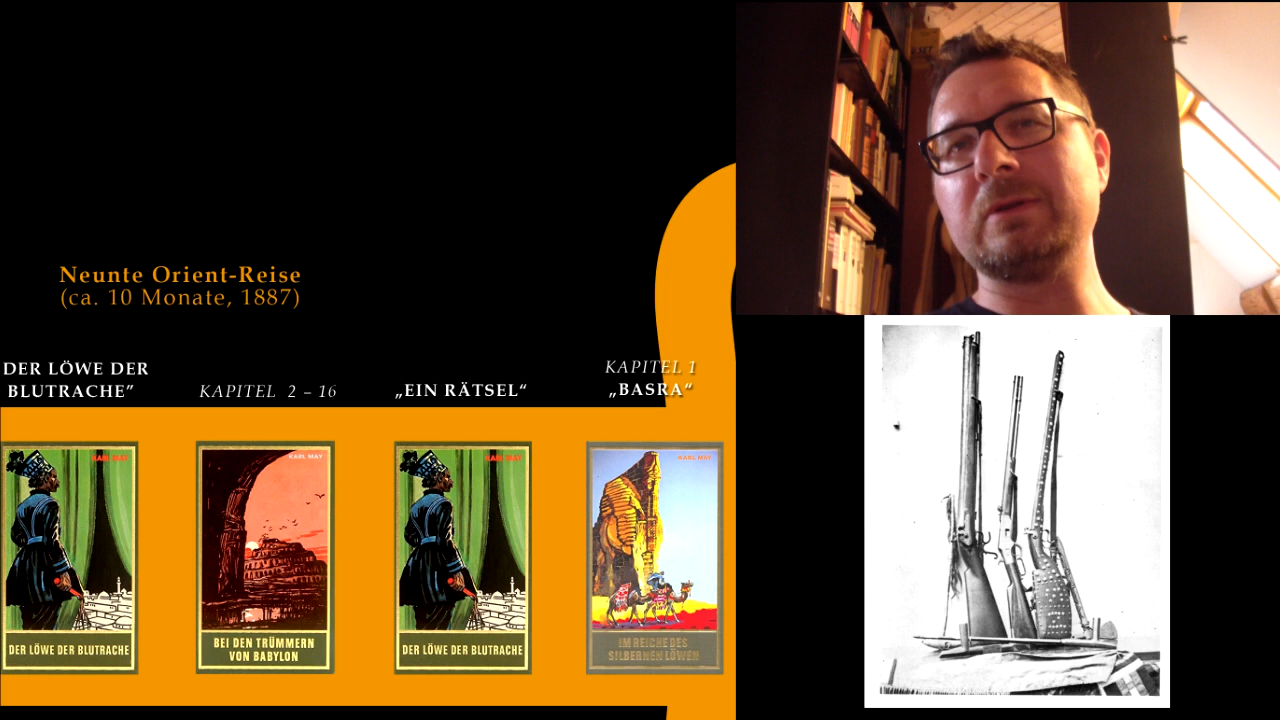 Neunte Orient-Reise
(ca. 10 Monate, 1887)
DER LÖWE DER
BLUTRACHE”
KAPITEL 2 – 16
„EIN RÄTSEL“
KAPITEL 1
„BASRA“
KARL MAY
DER LÖWE DER BLUTRACHE
KARL MAY
BEI DEN TRÜMMERN
VON BABYLON
KARL MAY
DER LÖWE DER BLUTRACHE
KARL MAY
IM REICHE DES
SILBERNEN LÖWEN